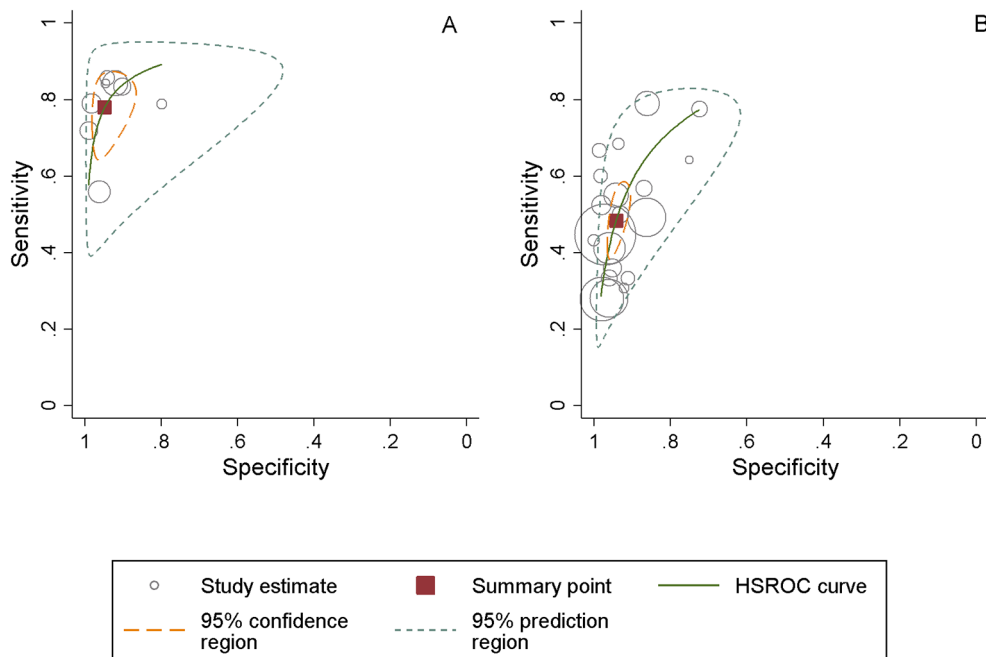 A
1
.8
.6
.4
.2
0
Sensitivity
1
.8
.6
.4
.2
0
Specificity
B
1
.8
.6
.4
.2
0
Sensitivity
1
.8
.6
.4
.2
0
Specificity
Study estimate
Summary point
HSROC curve
95% confidence
region
95% prediction
region